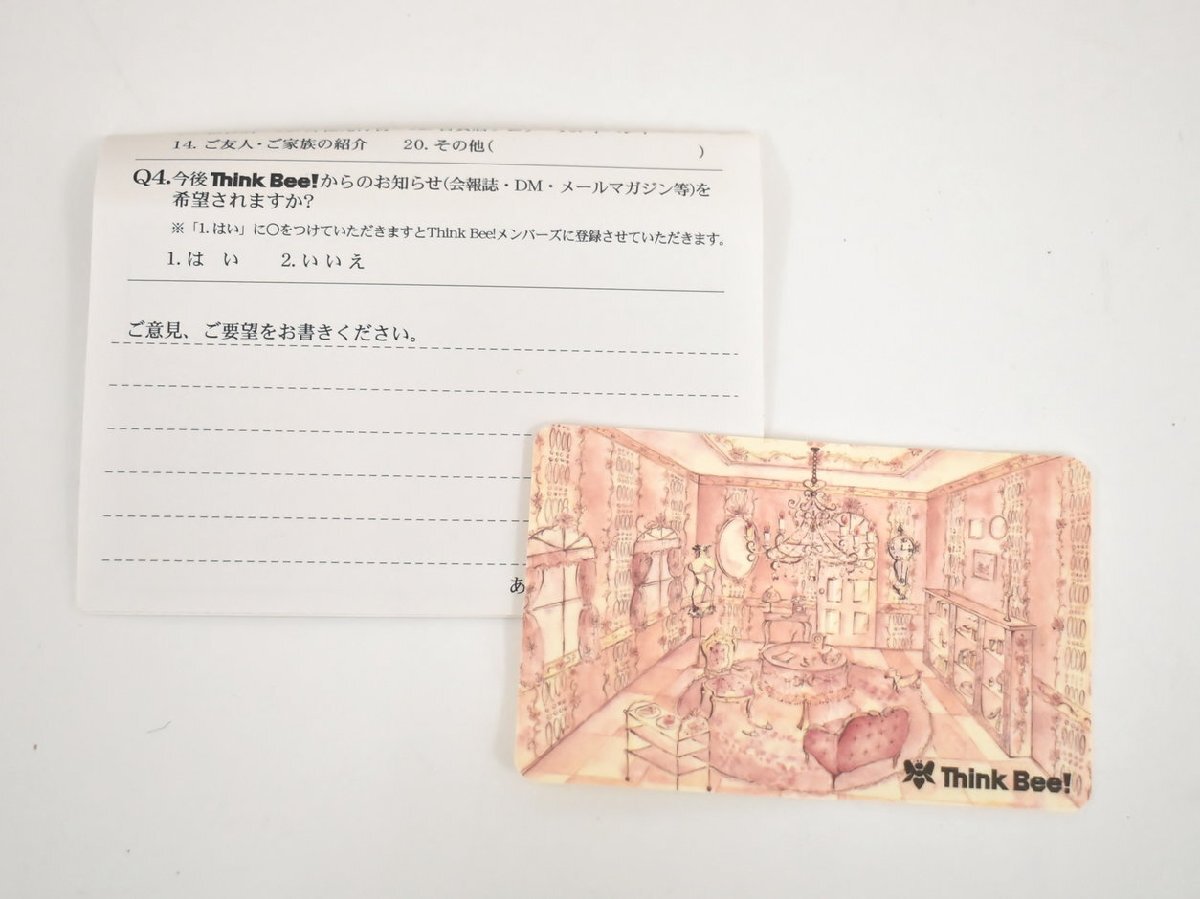 14. ご友人・ご家族の紹介 20. その他( )
Q4.今後Think Bee!からのお知らせ(会報誌・DM・メールマガジン等)を
希望されますか?
※「1.はい」に○をつけていただきますとThink Bee!メンバーズに登録させていただきます。
1. は い 2. い い え
ご意見、ご要望をお書きください。
あ
Think Bee!